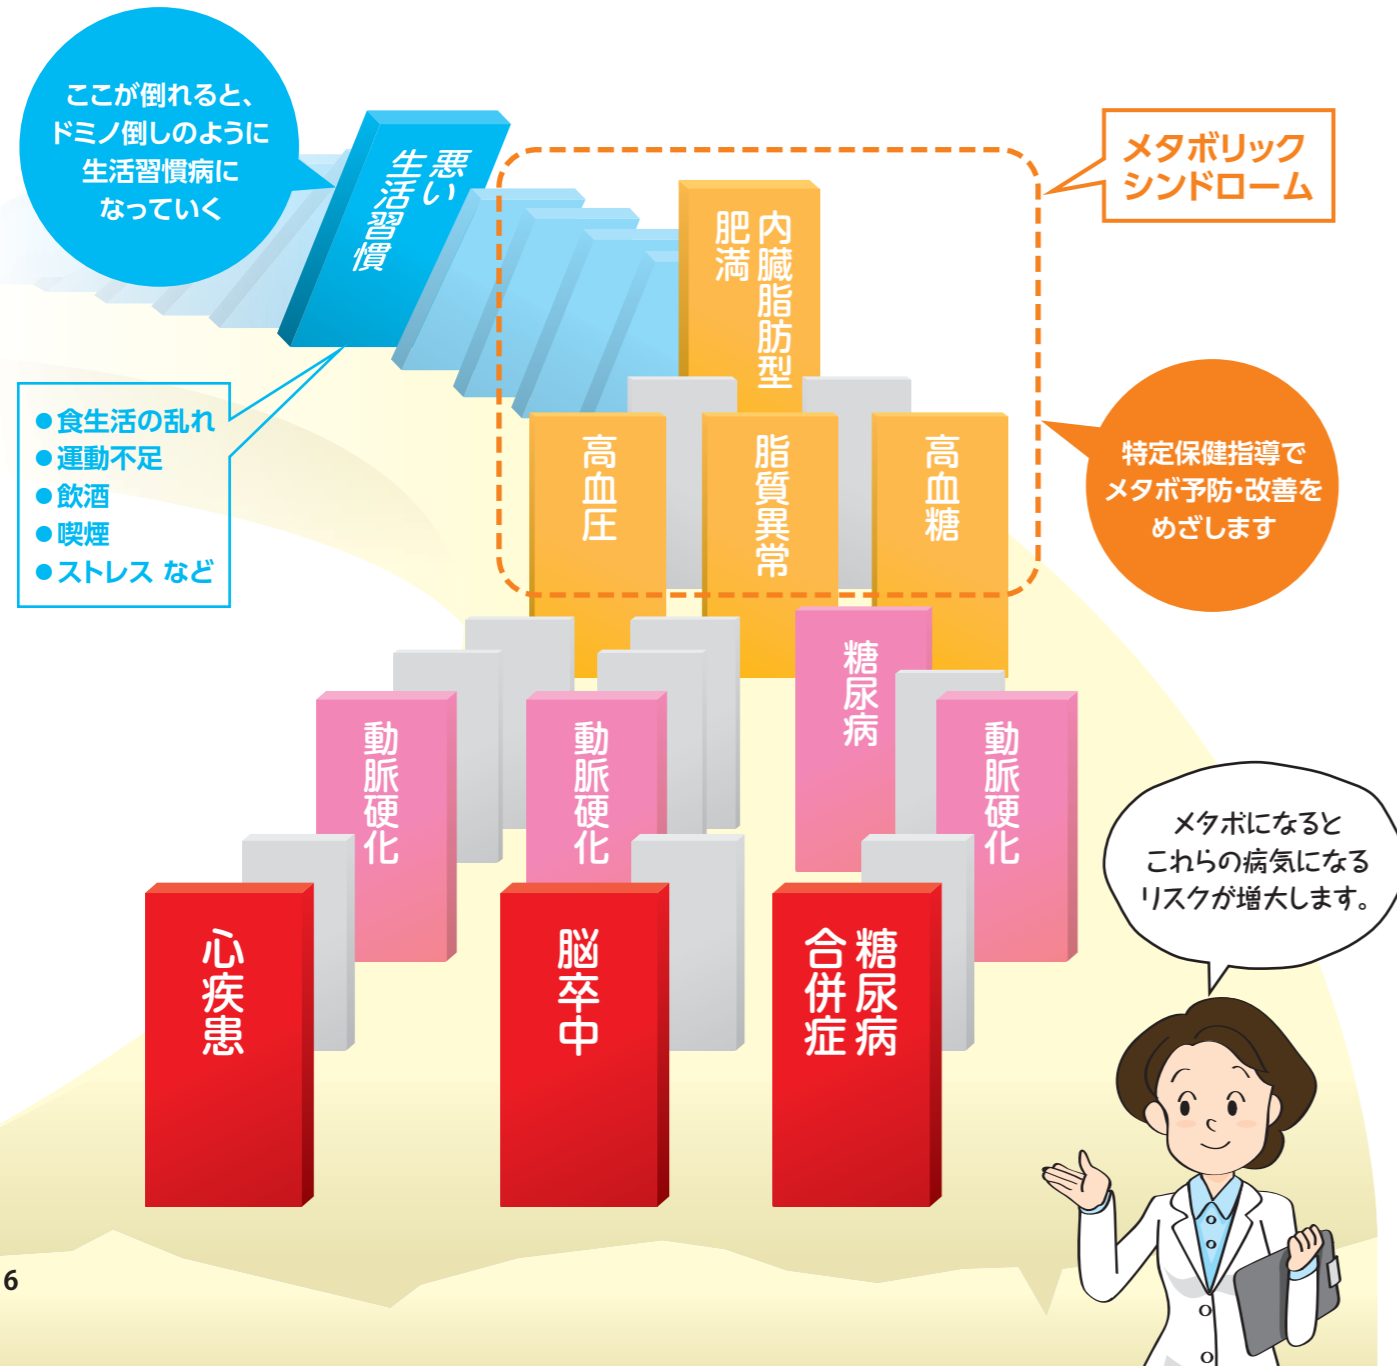 ここが倒れると、
ドミノ倒しのように
生活習慣病に
なっていく
悪い
生活習慣
●食生活の乱れ
●運動不足
●飲酒
●喫煙
●ストレス など
メタボリック
シンドローム
内臓脂肪型
肥満
高血圧
脂質異常
高血糖
特定保健指導で
メタボ予防・改善を
めざします
動脈硬化
動脈硬化
糖尿病
動脈硬化
心疾患
脳卒中
糖尿病
合併症
メタボになると
これらの病気になる
リスクが増大します。
6